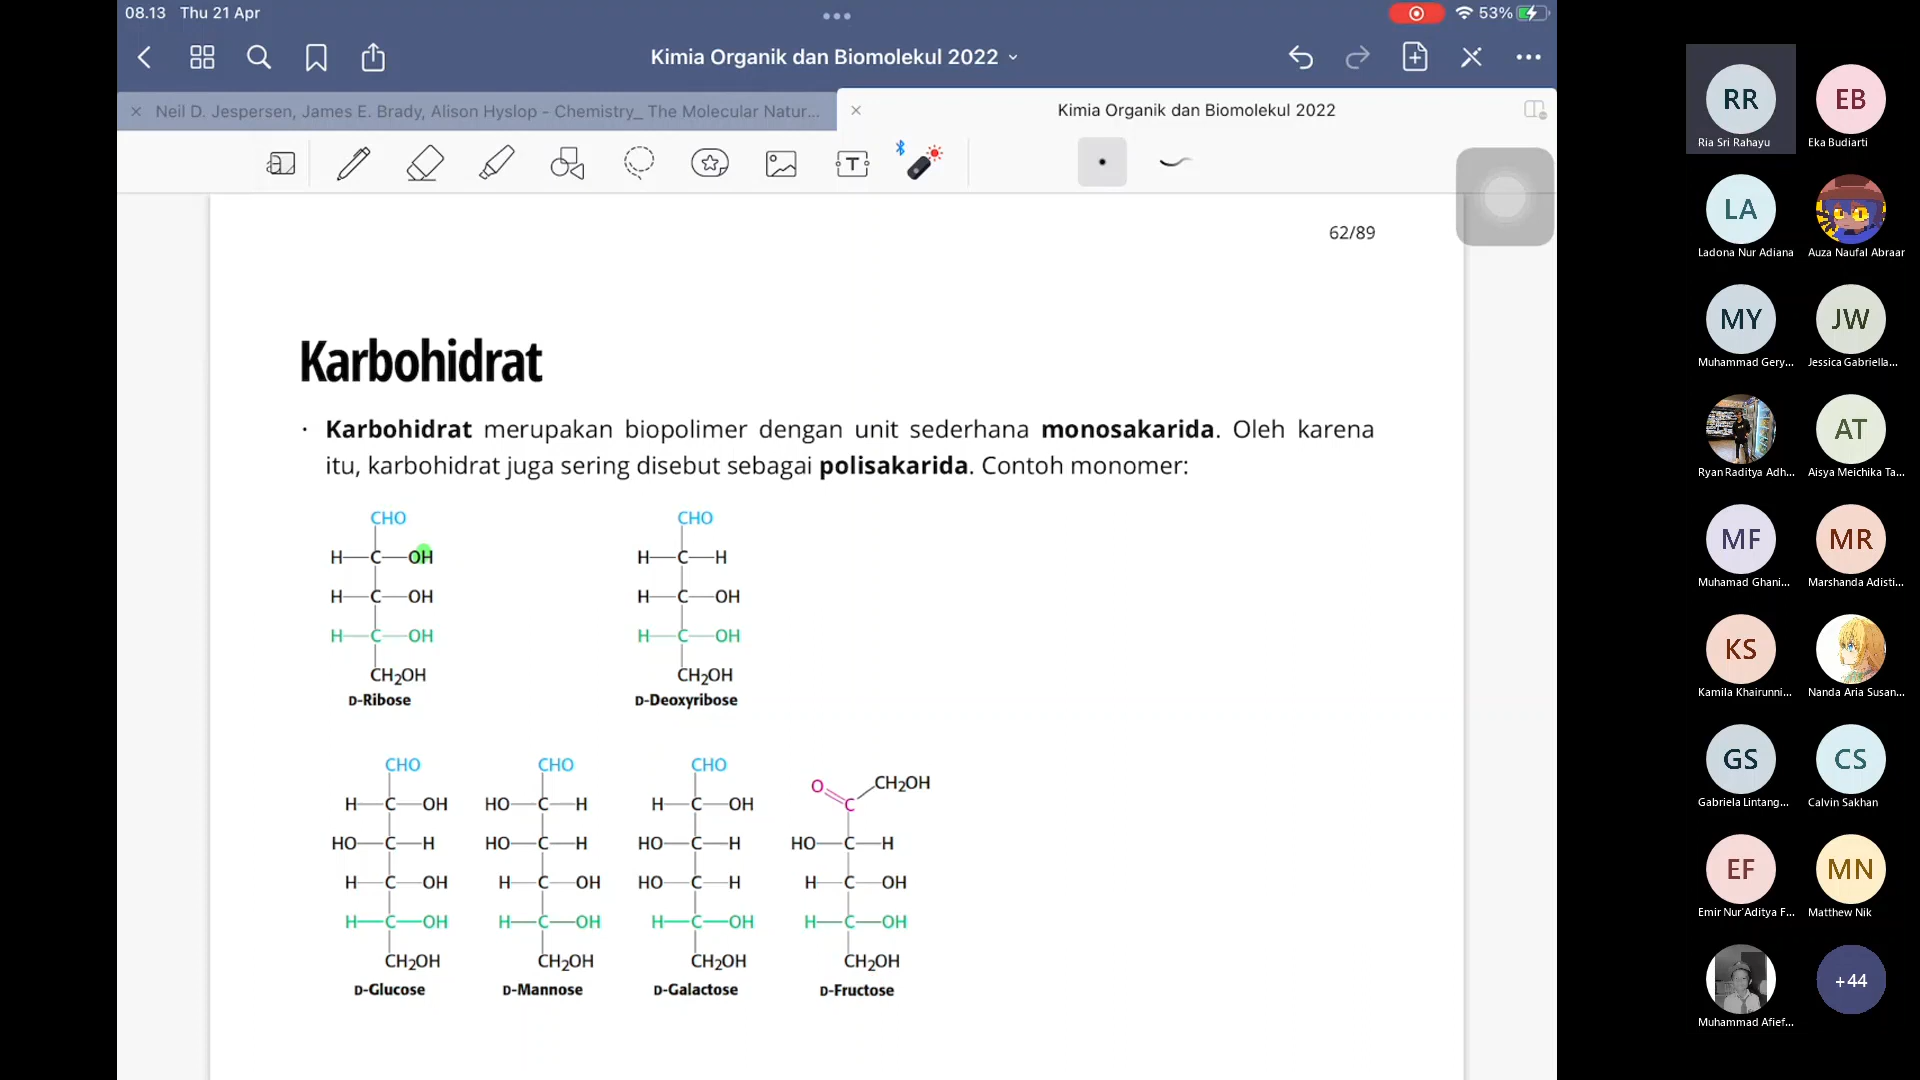 08.13 Thu 21 Apr
53%
Kimia Organik dan Biomolekul 2022
Neil D. Jespersen, James E. Brady, Alison Hyslop - Chemistry_ The Molecular Natur...
Kimia Organik dan Biomolekul 2022
T
62/89
Karbohidrat
· Karbohidrat merupakan biopolimer dengan unit sederhana monosakarida. Oleh karena
itu, karbohidrat juga sering disebut sebagai polisakarida. Contoh monomer:
CHO CHO
H—C—OH H—C—H
H—C—OH H—C—OH
H—C—OH H—C—OH
CH₂OH CH₂OH
D-Ribose D-Deoxyribose
CHO CHO CHO O CH₂OH
H—C—OH HO—C—H H—C—OH C
HO—C—H HO—C—H HO—C—H HO—C—H
H—C—OH H—C—OH HO—C—H H—C—OH
H—C—OH H—C—OH H—C—OH H—C—OH
CH₂OH CH₂OH CH₂OH CH₂OH
D-Glucose D-Mannose D-Galactose D-Fructose
RR EB
Ria Sri Rahayu Eka Budiarti
LA
Ladona Nur Adiana Auza Naufal Abraar
MY JW
Muhammad Gery... Jessica Gabriella...
AT
Ryan Raditya Adh... Aisya Meichika Ta...
MF MR
Muhamad Ghani... Marshanda Adisti...
KS
Kamila Khairunni... Nanda Aria Susan...
GS CS
Gabriela Lintang... Calvin Sakhan
EF MN
Emir Nur'Aditya F... Matthew Nik
+44
Muhammad Afief...